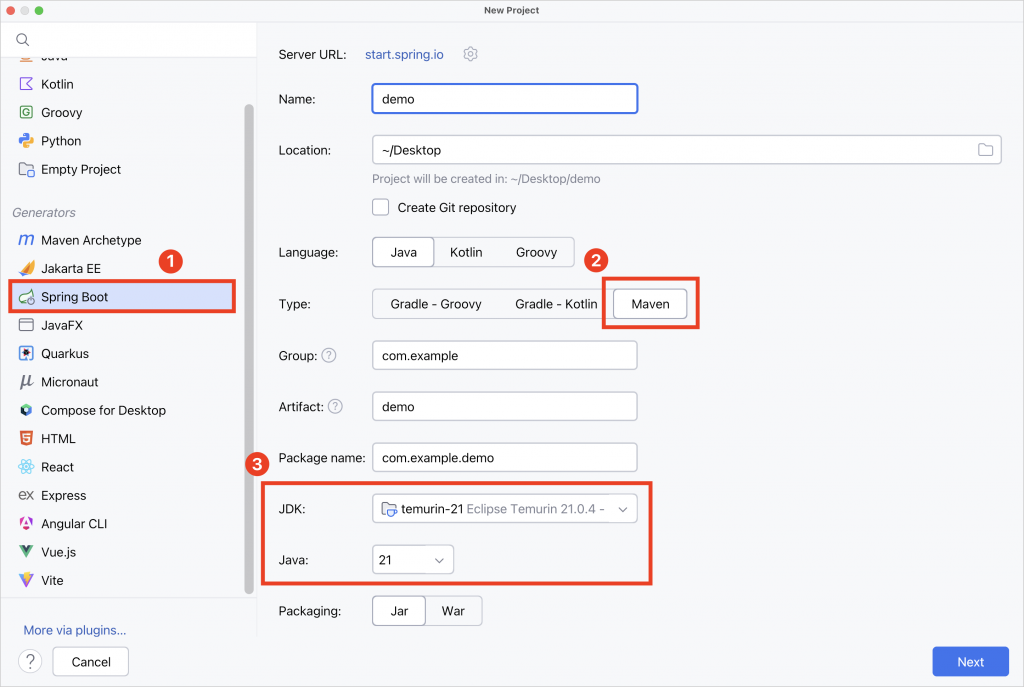 New Project
Java
Kotlin
Groovy
Python
Empty Project
Generators
Maven Archetype
Jakarta EE
1
Spring Boot
JavaFX
Quarkus
Micronaut
Compose for Desktop
HTML
React
ex Express
Angular CLI
Vue.js
Vite
More via plugins...
? Cancel
Server URL: start.spring.io
Name: demo
Location: ~/Desktop
Project will be created in: ~/Desktop/demo
Create Git repository
Language: Java Kotlin Groovy
2
Type: Gradle - Groovy Gradle - Kotlin Maven
Group: ? com.example
Artifact: ? demo
Package name: com.example.demo
3
JDK: temurin-21 Eclipse Temurin 21.0.4 -
Java: 21
Packaging: Jar War
Next